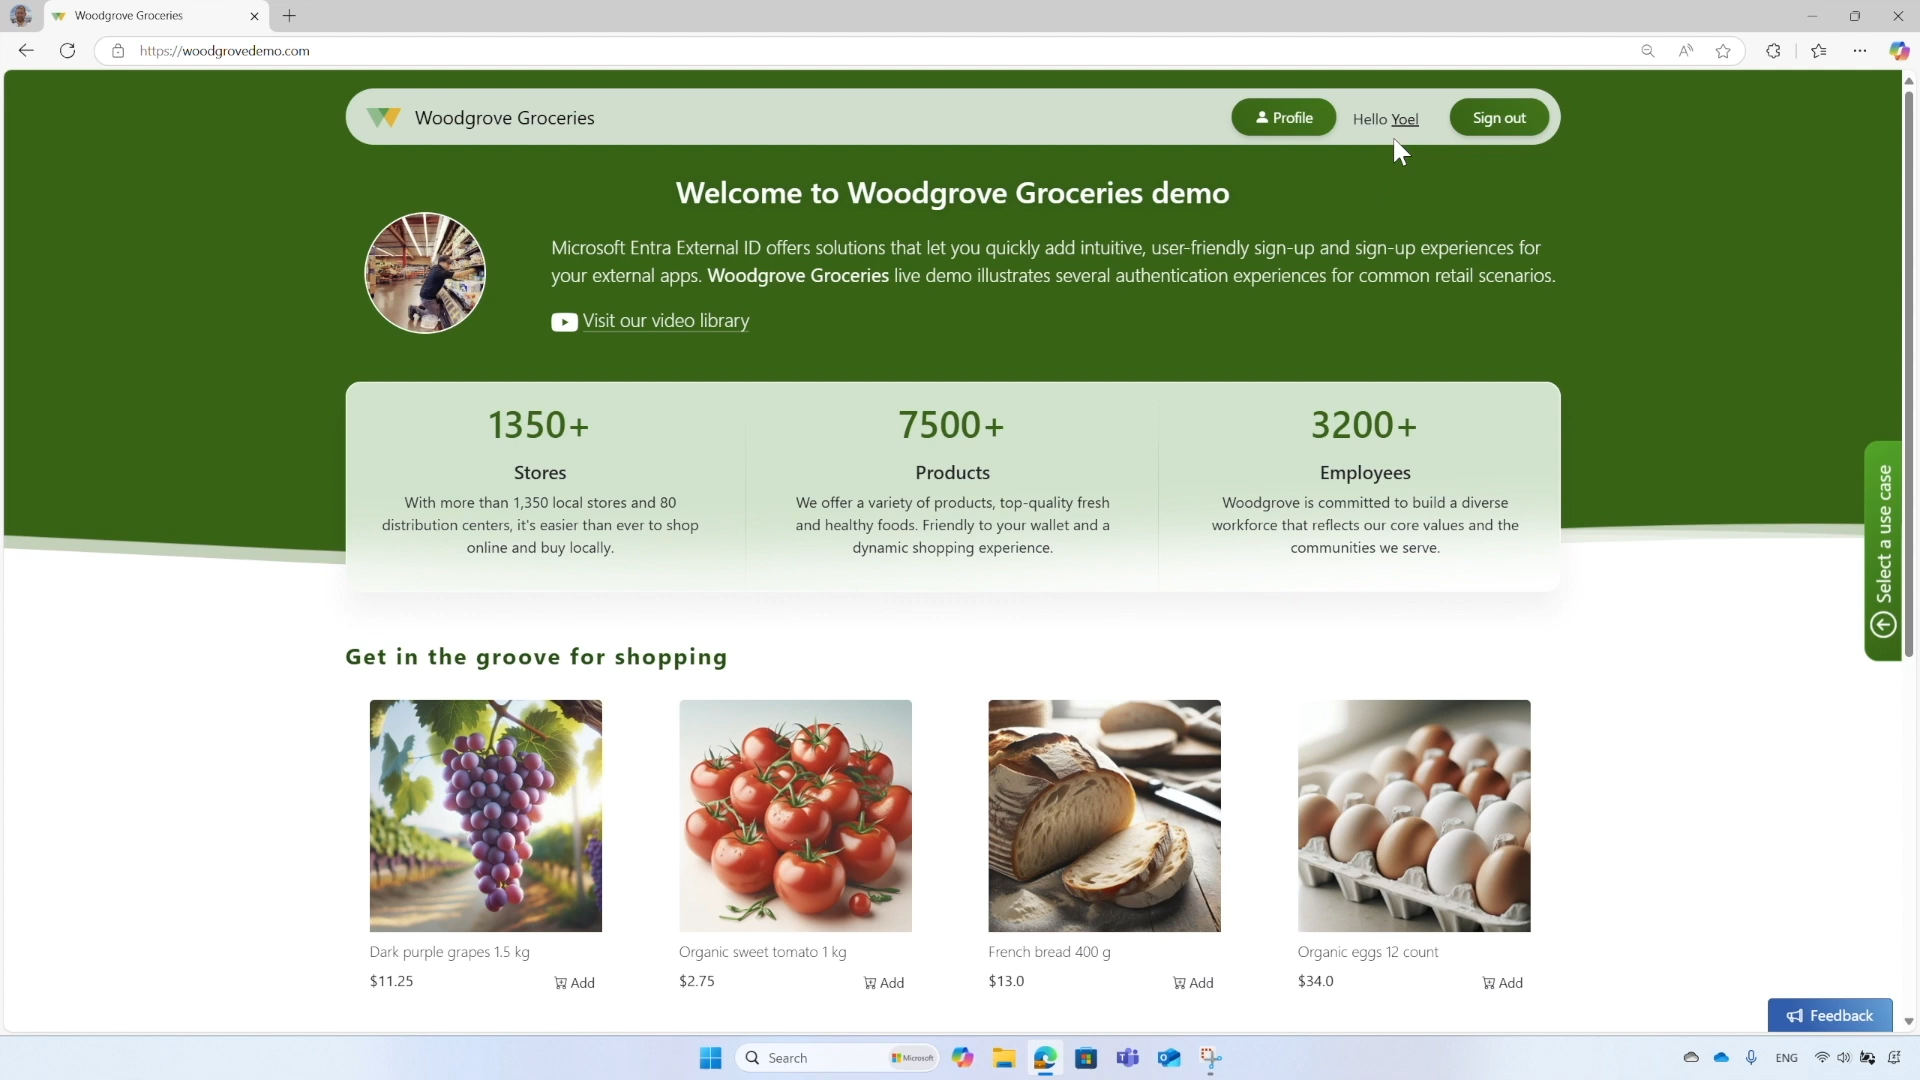 Woodgrove Groceries
https://woodgrovedemo.com
Woodgrove Groceries
Profile
Hello Yoel
Sign out
Welcome to Woodgrove Groceries demo
Microsoft Entra External ID offers solutions that let you quickly add intuitive, user-friendly sign-up and sign-up experiences for
your external apps. Woodgrove Groceries live demo illustrates several authentication experiences for common retail scenarios.
Visit our video library
1350+
Stores
With more than 1,350 local stores and 80
distribution centers, it's easier than ever to shop
online and buy locally.
7500+
Products
We offer a variety of products, top-quality fresh
and healthy foods. Friendly to your wallet and a
dynamic shopping experience.
3200+
Employees
Woodgrove is committed to build a diverse
workforce that reflects our core values and the
communities we serve.
Select a use case
Get in the groove for shopping
Dark purple grapes 1.5 kg
$11.25
Add
Organic sweet tomato 1 kg
$2.75
Add
French bread 400 g
$13.0
Add
Organic eggs 12 count
$34.0
Add
Feedback
Search
Microsoft
ENG